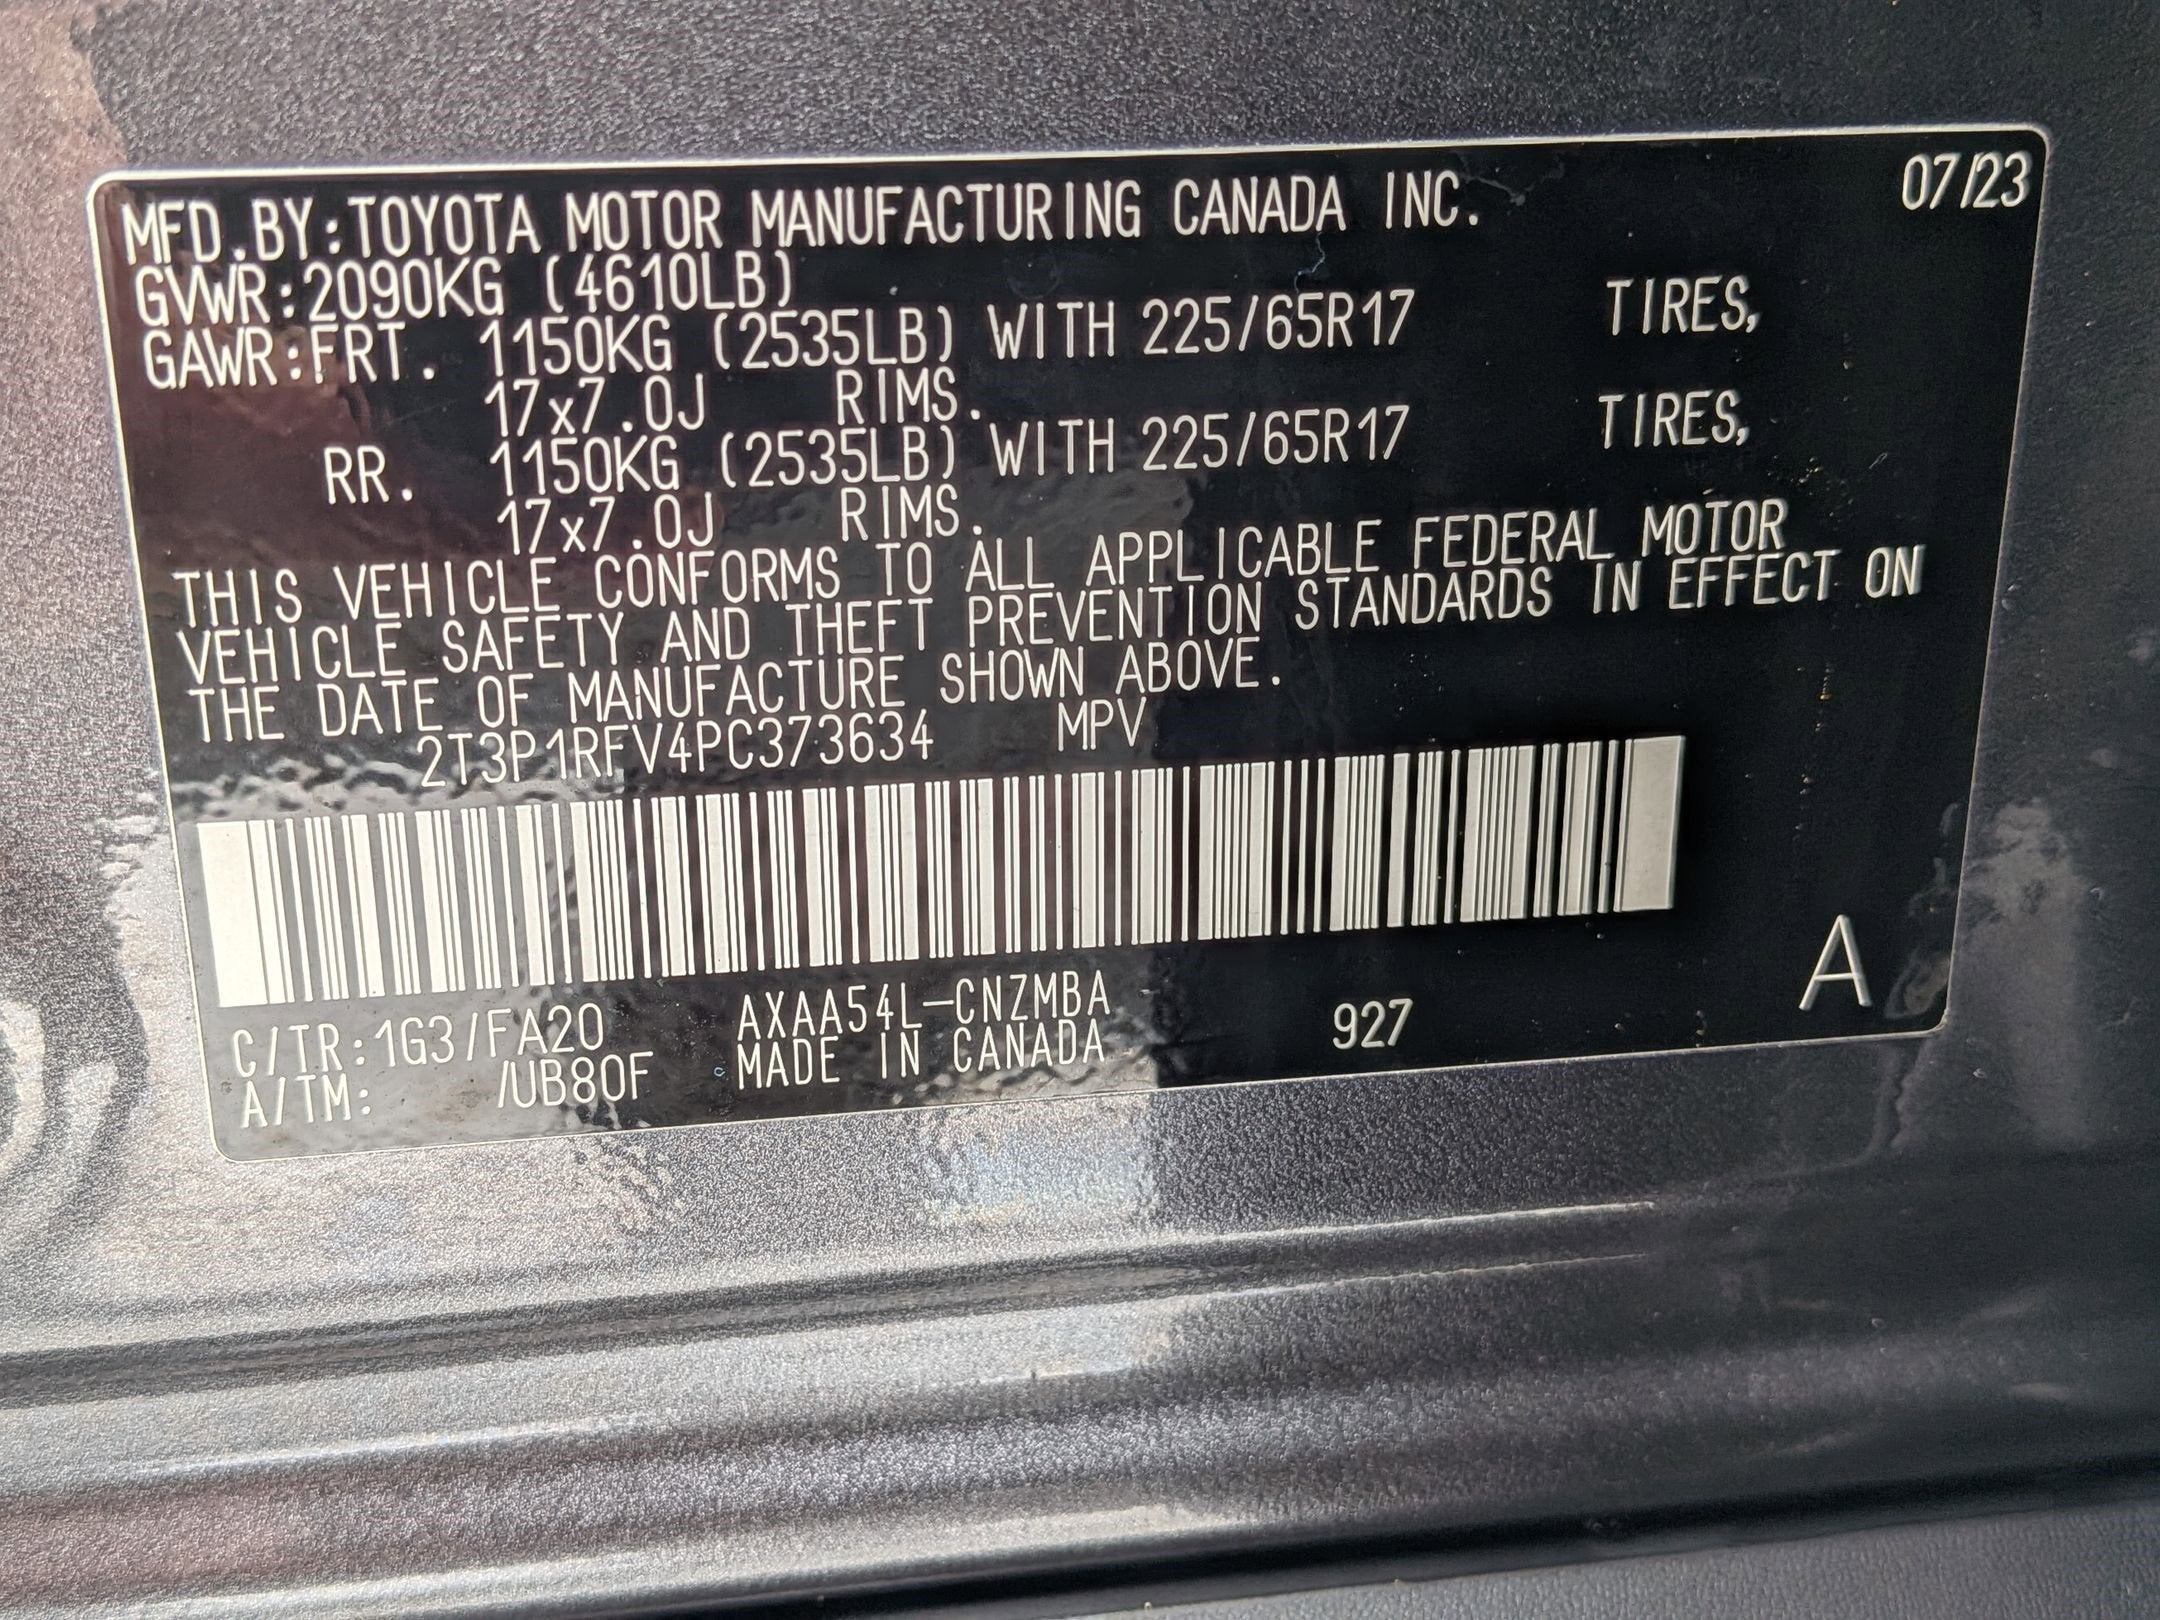 07/23
MFD.BY:TOYOTA MOTOR MANUFACTURING CANADA INC.
GVWR:2090KG (4610LB)
GAWR:FRT. 1150KG (2535LB) WITH 225/65R17 TIRES,
17x7.0J RIMS.
RR. 1150KG (2535LB) WITH 225/65R17 TIRES,
17x7.0J RIMS.
THIS VEHICLE CONFORMS TO ALL APPLICABLE FEDERAL MOTOR
VEHICLE SAFETY AND THEFT PREVENTION STANDARDS IN EFFECT ON
THE DATE OF MANUFACTURE SHOWN ABOVE.
2T3P1RFV4PC373634 MPV
C/TR:1G3/FA20 AXAA54L-CNZMBA 927 A
A/TM: /UB80F MADE IN CANADA